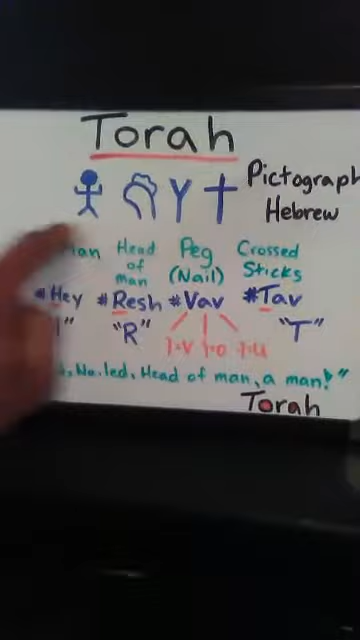 Torah
Pictograph
Hebrew
Head of man
Peg (Nail)
Crossed Sticks
#Hey #Resh #Vav #Tav
"R" "T"
Head of man, a man!"
Torah